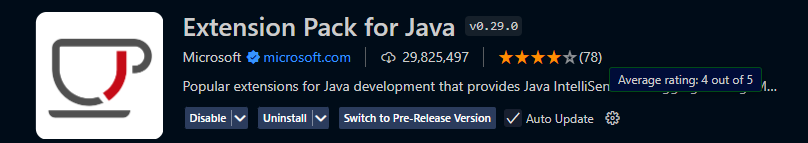 Extension Pack for Java v0.29.0
Microsoft microsoft.com 29,825,497 (78)
Average rating: 4 out of 5
Popular extensions for Java development that provides Java IntelliSen M...
Disable Uninstall Switch to Pre-Release Version Auto Update